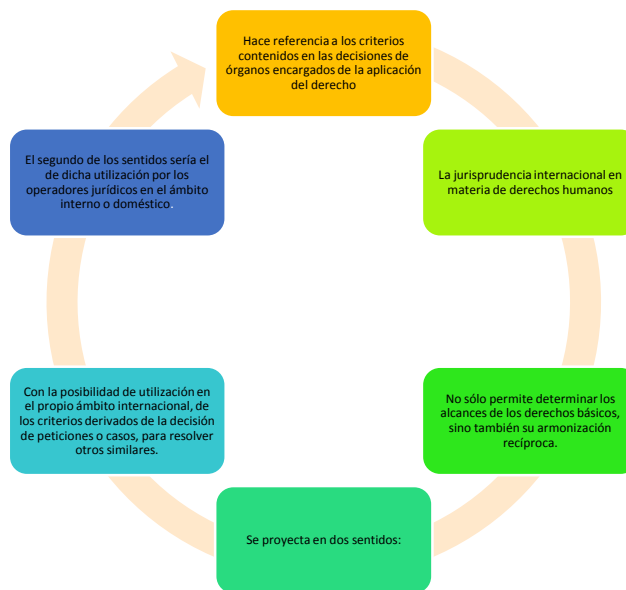 Hace referencia a los criterios
contenidos en las decisiones de
órganos encargados de la aplicación
del derecho
La jurisprudencia internacional en
materia de derechos humanos
No sólo permite determinar los
alcances de los derechos básicos,
sino también su armonización
recíproca.
Se proyecta en dos sentidos:
Con la posibilidad de utilización en
el propio ámbito internacional, de
los criterios derivados de la decisión
de peticiones o casos, para resolver
otros similares.
El segundo de los sentidos sería el
de dicha utilización por los
operadores jurídicos en el ámbito
interno o doméstico.